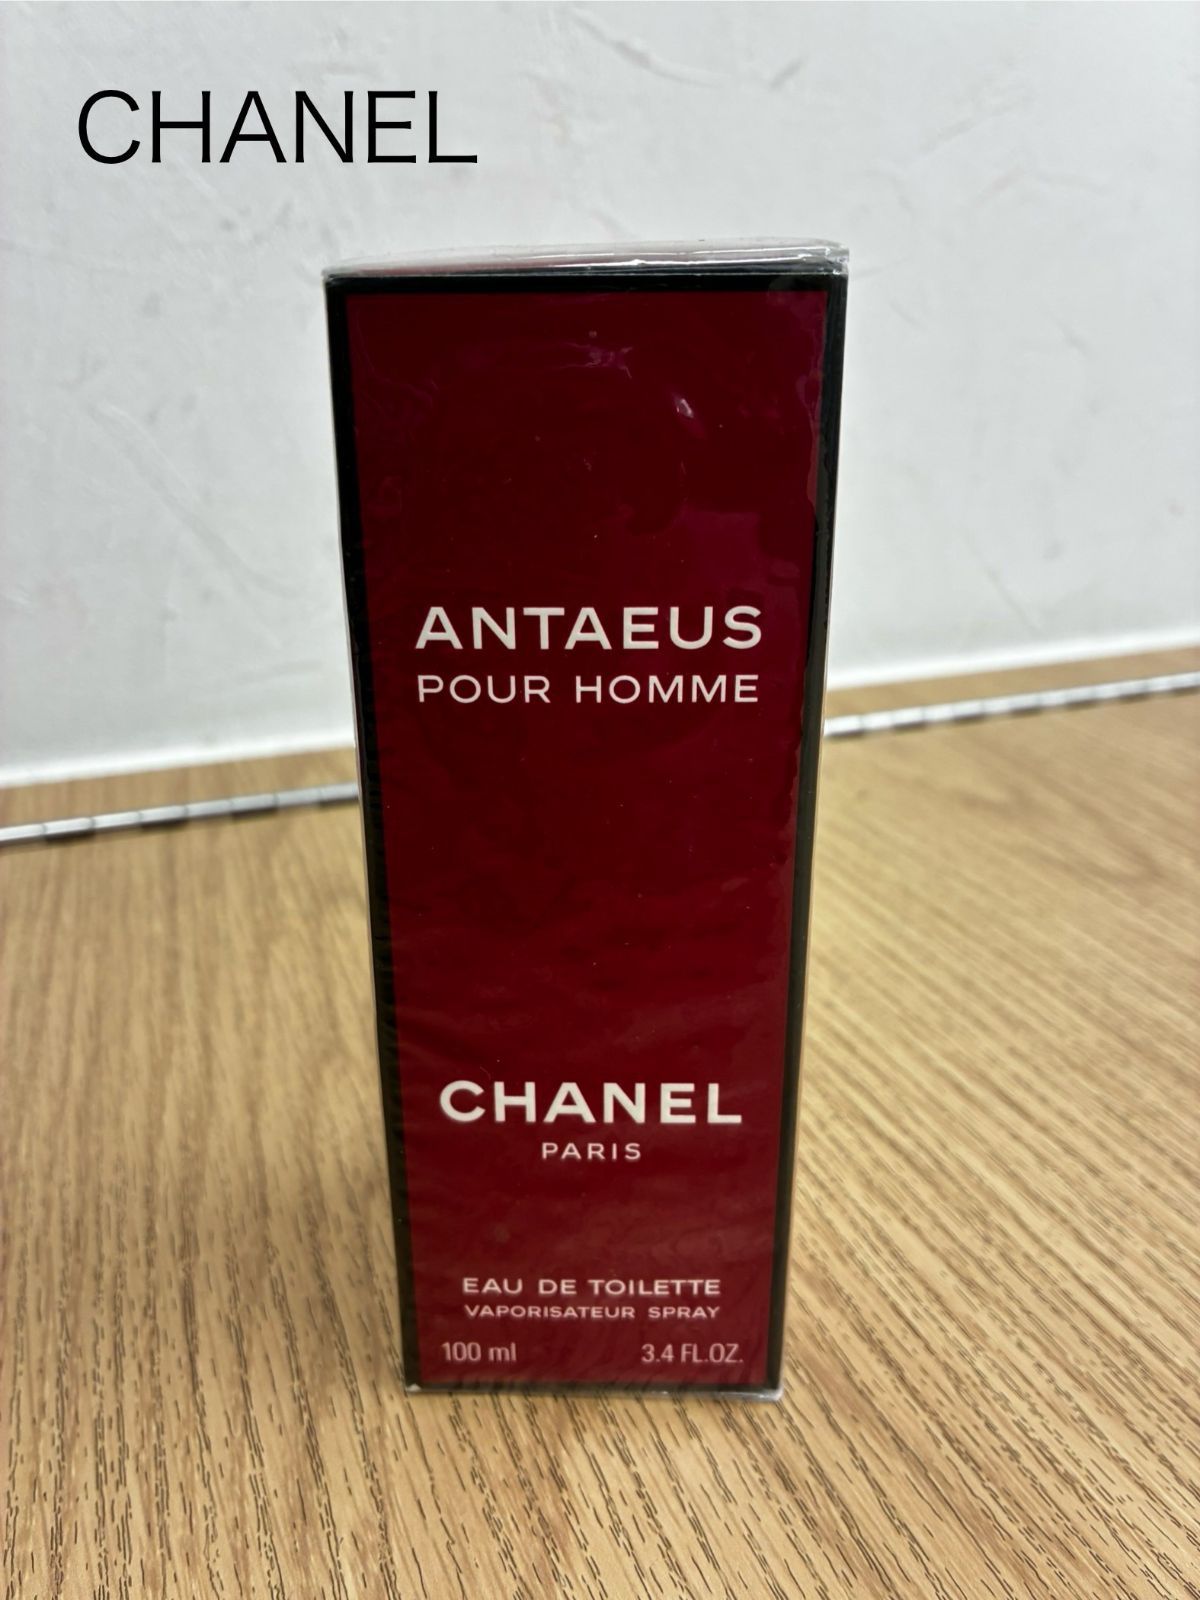 CHANEL
ANTAEUS
POUR HOMME
CHANEL
PARIS
EAU DE TOILETTE
VAPORISATEUR SPRAY
100 ml 3.4 FL.OZ.